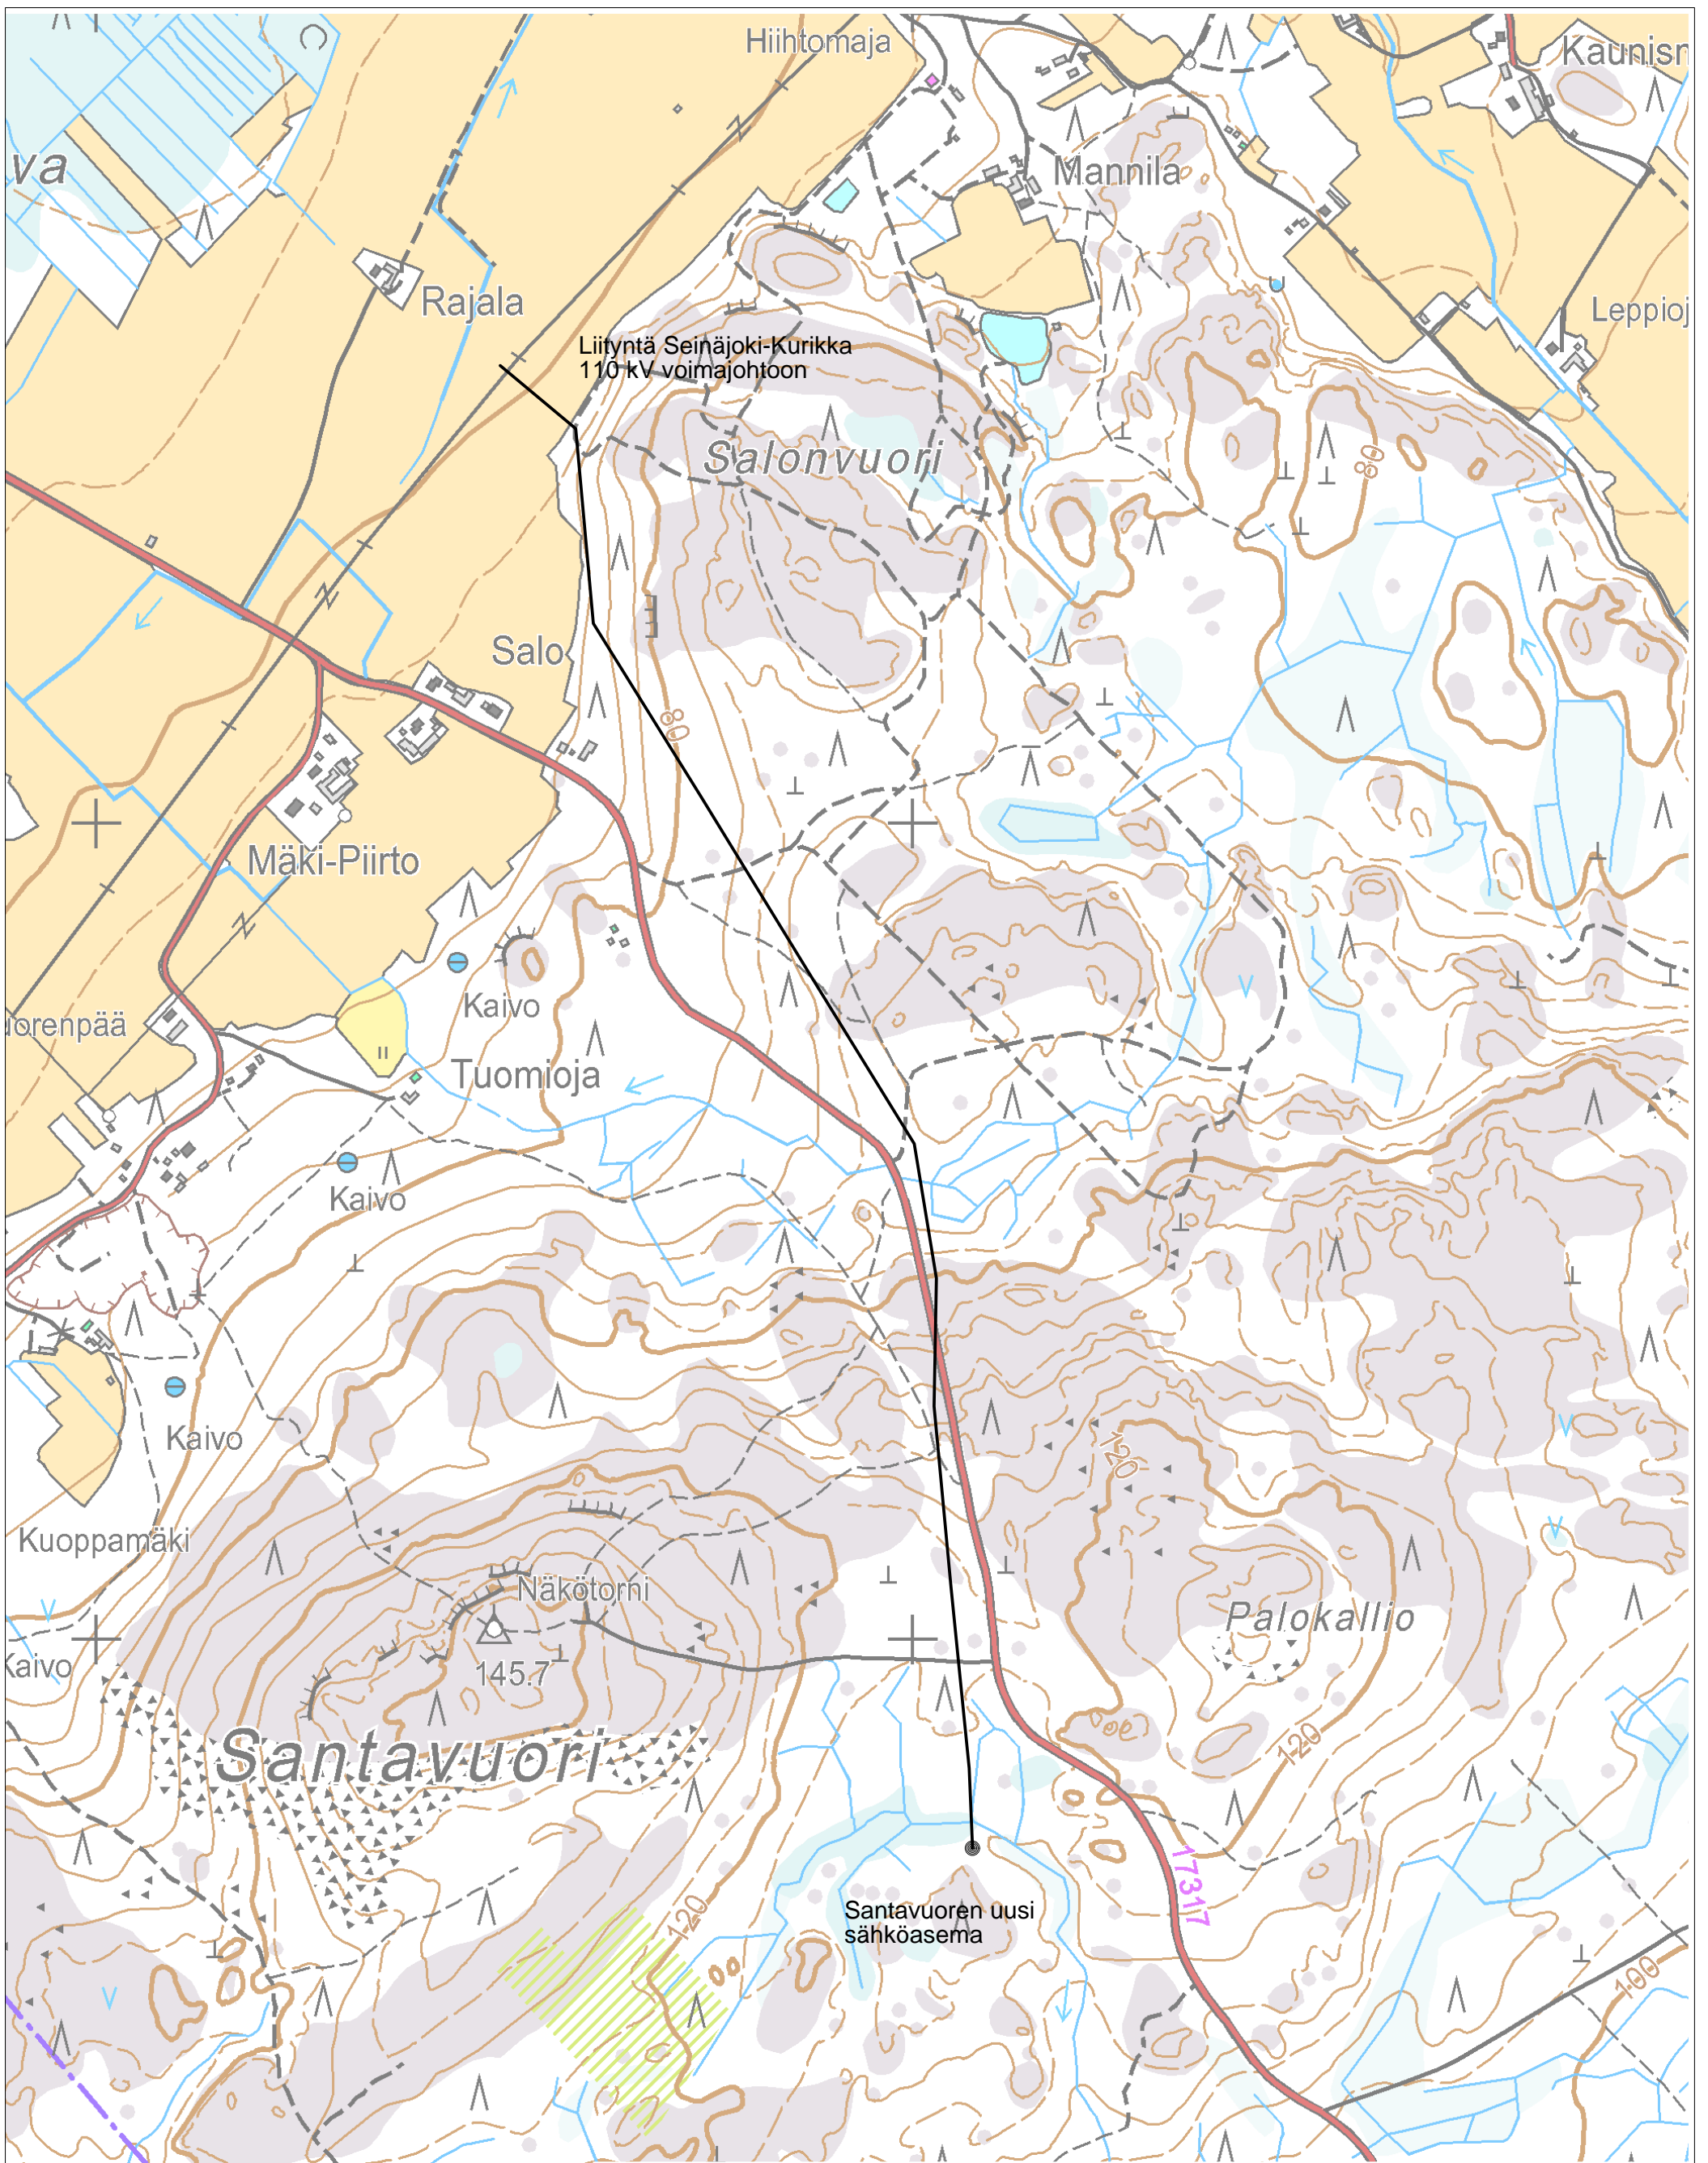 Hiihtomaja
Kaunisn
va
Mannila
Rajala
Leppioj
Liityntä Seinäjoki-Kurikka
110 kV voimajohtoon
Salonvuori
80
Salo
80
Mäki-Piirto
Kaivo
uorenpää
Tuomioja
Kaivo
Kaivo
120
Kuoppamäki
Näkötorni
Palokallio
Kaivo
145.7
Santavuori
120
17317
120
Santavuoren uusi
sähköasema
100